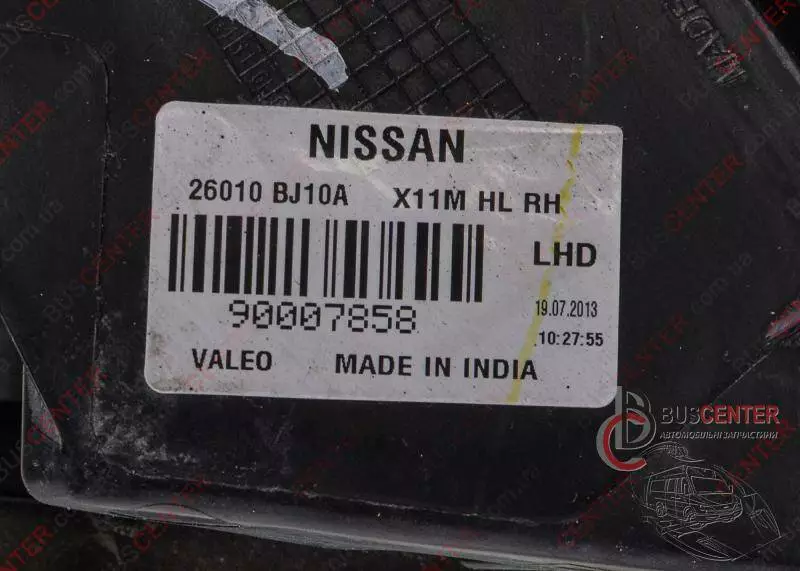 NISSAN
26010 BJ10A X11M HL RH
LHD
90007858
19.07.2013
10:27:55
VALEO MADE IN INDIA
BUSCENTER
АВТОМОБІЛЬНІ ЗАПЧАСТИНИ